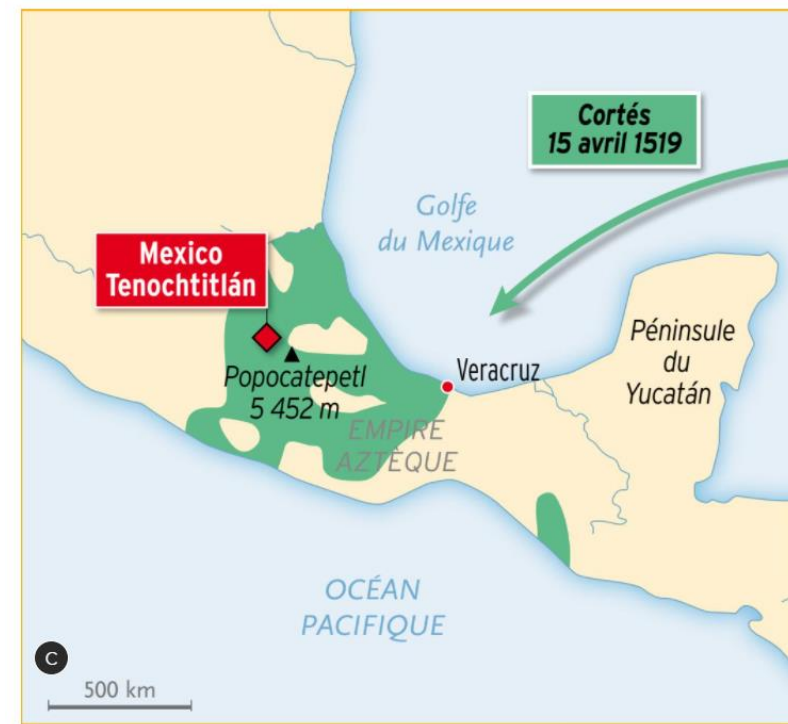 Cortés
15 avril 1519
Golfe
du Mexique
Mexico
Tenochtitlán
Péninsule
du
Yucatán
Veracruz
Popocatepetl
5 452 m
EMPIRE
AZTÈQUE
OCÉAN
PACIFIQUE
C
500 km